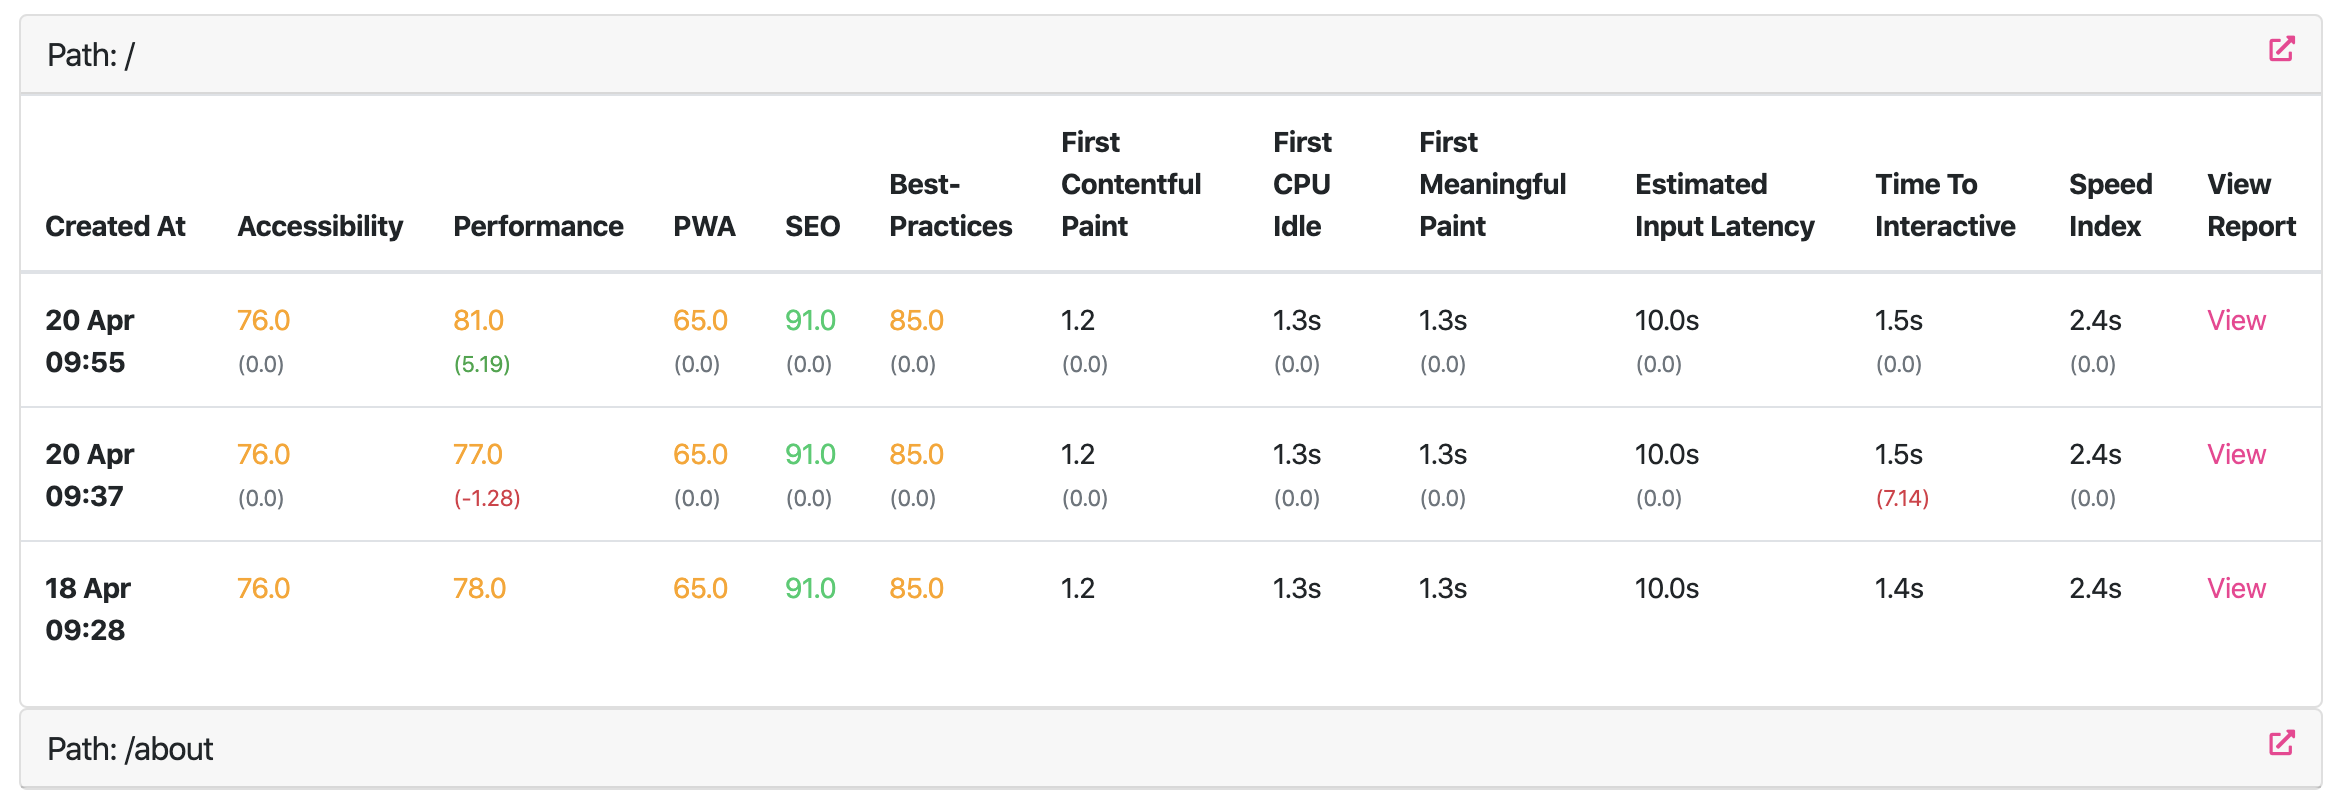 Path: /
Created At Accessibility Performance PWA SEO Best-Practices First Contentful Paint First CPU Idle First Meaningful Paint Estimated Input Latency Time To Interactive Speed Index View Report
20 Apr 09:55 76.0 (0.0) 81.0 (5.19) 65.0 (0.0) 91.0 (0.0) 85.0 (0.0) 1.2 (0.0) 1.3s (0.0) 1.3s (0.0) 10.0s (0.0) 1.5s (0.0) 2.4s (0.0) View
20 Apr 09:37 76.0 (0.0) 77.0 (-1.28) 65.0 (0.0) 91.0 (0.0) 85.0 (0.0) 1.2 (0.0) 1.3s (0.0) 1.3s (0.0) 10.0s (0.0) 1.5s (7.14) 2.4s (0.0) View
18 Apr 09:28 76.0 78.0 65.0 91.0 85.0 1.2 1.3s 1.3s 10.0s 1.4s 2.4s View
Path: /about